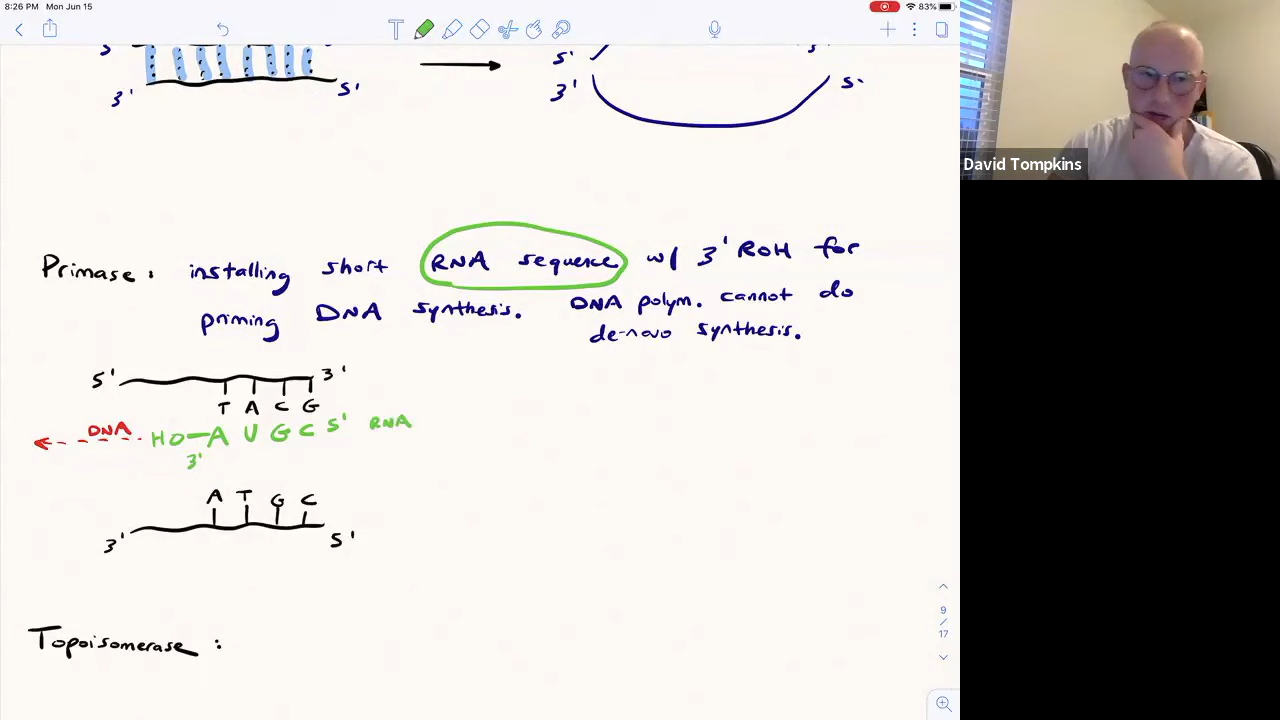 8:26 PM Mon Jun 15
83%
T
5' 5' 5'
3' 5' 3' 5'
David Tompkins
Primase: installing short RNA sequence w/ 3' ROH for
priming DNA synthesis. DNA polym. cannot do
de-novo synthesis.
5' 3'
T A C G
DNA HO-A U G C 5' RNA
3'
A T G C
3' 5'
9
/
17
Topoisomerase :